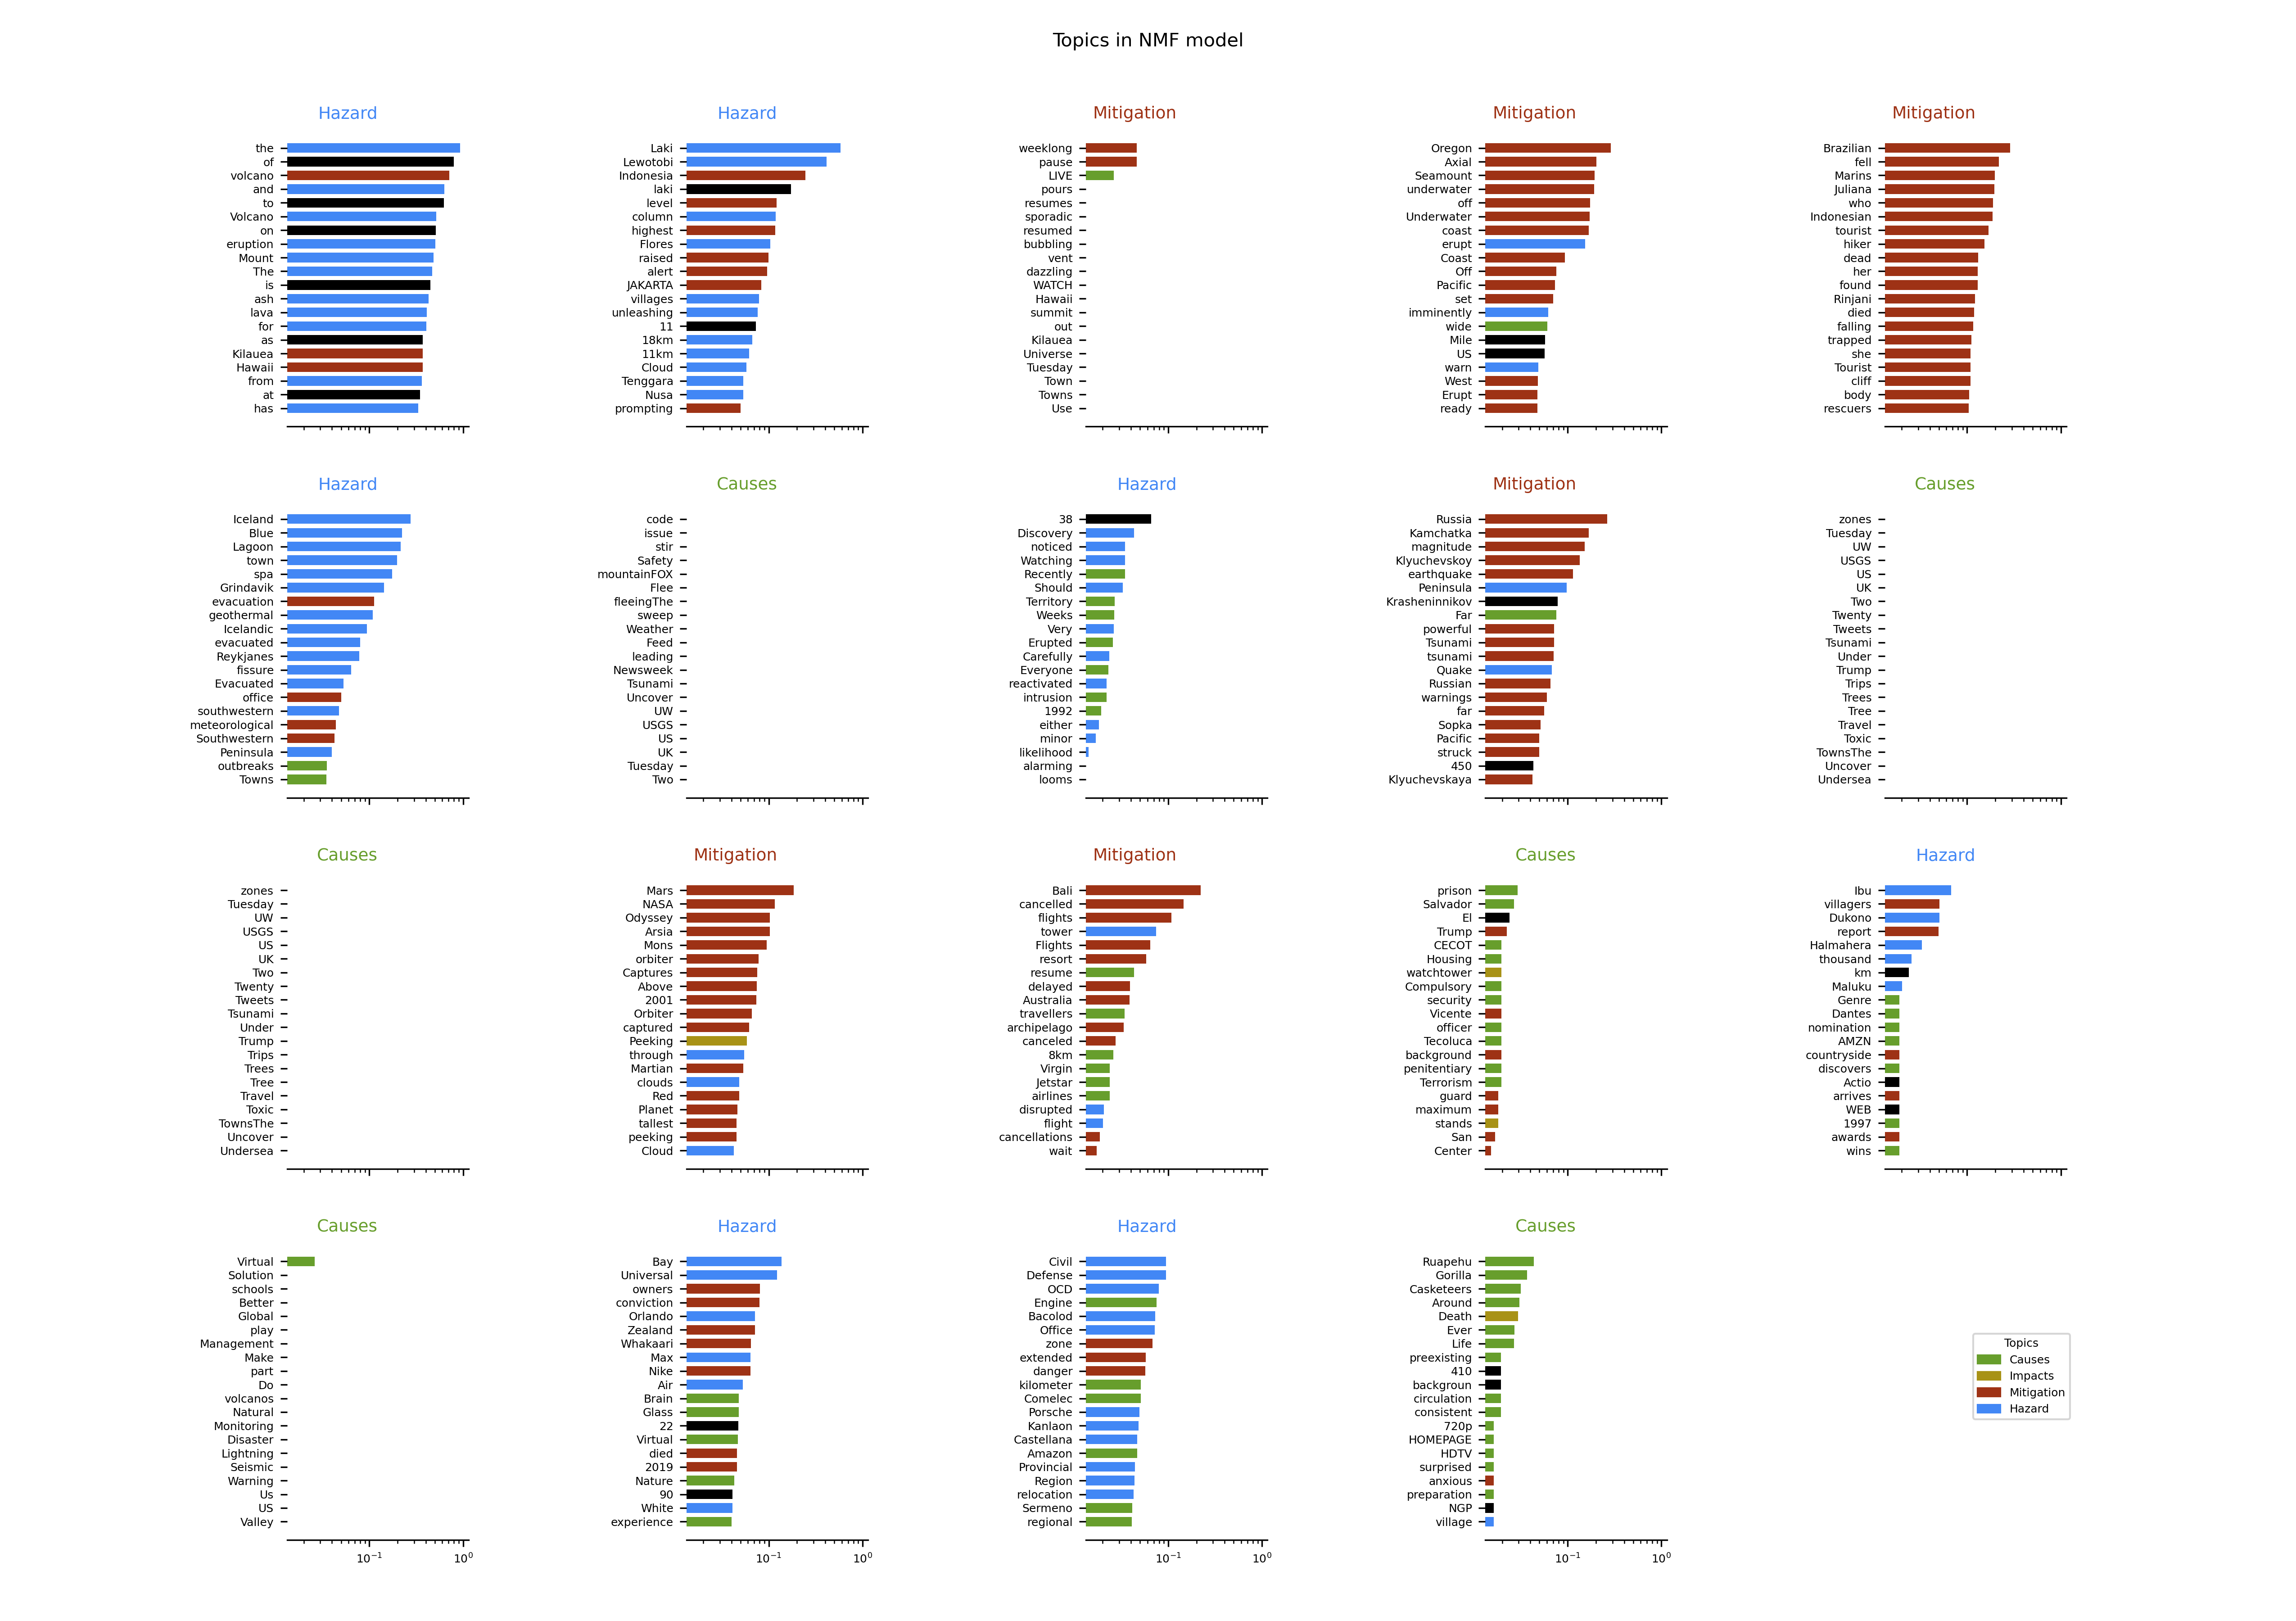 Topics in NMF model
Hazard
the
of
volcano
and
to
Volcano
on
eruption
Mount
The
is
ash
lava
for
as
Kilauea
Hawaii
from
at
has
Hazard
Laki
Lewotobi
Indonesia
laki
level
column
highest
Flores
raised
alert
JAKARTA
villages
unleashing
11
18km
11km
Cloud
Tenggara
Nusa
prompting
Mitigation
weeklong
pause
LIVE
pours
resumes
sporadic
resumed
bubbling
vent
dazzling
WATCH
Hawaii
summit
out
Kilauea
Universe
Tuesday
Town
Towns
Use
Mitigation
Oregon
Axial
Seamount
underwater
off
Underwater
coast
erupt
Coast
Off
Pacific
set
imminently
wide
Mile
US
warn
West
Erupt
ready
Mitigation
Brazilian
fell
Marins
Juliana
who
Indonesian
tourist
hiker
dead
her
found
Rinjani
died
falling
trapped
she
Tourist
cliff
body
rescuers
Hazard
Iceland
Blue
Lagoon
town
spa
Grindavik
evacuation
geothermal
Icelandic
evacuated
Reykjanes
fissure
Evacuated
office
southwestern
meteorological
Southwestern
Peninsula
outbreaks
Towns
Causes
code
issue
stir
Safety
mountainFOX
Flee
fleeingThe
sweep
Weather
Feed
leading
Newsweek
Tsunami
Uncover
UW
USGS
US
UK
Tuesday
Two
Hazard
38
Discovery
noticed
Watching
Recently
Should
Territory
Weeks
Very
Erupted
Carefully
Everyone
reactivated
intrusion
1992
either
minor
likelihood
alarming
looms
Mitigation
Russia
Kamchatka
magnitude
Klyuchevskoy
earthquake
Peninsula
Krasheninnikov
Far
powerful
Tsunami
tsunami
Quake
Russian
warnings
far
Sopka
Pacific
struck
450
Klyuchevskaya
Causes
zones
Tuesday
UW
USGS
US
UK
Two
Twenty
Tweets
Tsunami
Under
Trump
Trips
Trees
Tree
Travel
Toxic
TownsThe
Uncover
Undersea
Causes
zones
Tuesday
UW
USGS
US
UK
Two
Twenty
Tweets
Tsunami
Under
Trump
Trips
Trees
Tree
Travel
Toxic
TownsThe
Uncover
Undersea
Mitigation
Mars
NASA
Odyssey
Arsia
Mons
orbiter
Captures
Above
2001
Orbiter
captured
Peeking
through
Martian
clouds
Red
Planet
tallest
peeking
Cloud
Mitigation
Bali
cancelled
flights
tower
Flights
resort
resume
delayed
Australia
travellers
archipelago
canceled
8km
Virgin
Jetstar
airlines
disrupted
flight
cancellations
wait
Causes
prison
Salvador
El
Trump
CECOT
Housing
watchtower
Compulsory
security
Vicente
officer
Tecoluca
background
penitentiary
Terrorism
guard
maximum
stands
San
Center
Hazard
Ibu
villagers
Dukono
report
Halmahera
thousand
km
Maluku
Genre
Dantes
nomination
AMZN
countryside
discovers
Actio
arrives
WEB
1997
awards
wins
Causes
Virtual
Solution
schools
Better
Global
play
Management
Make
part
Do
volcanos
Natural
Monitoring
Disaster
Lightning
Seismic
Warning
Us
US
Valley
10⁻¹ 10⁰
Hazard
Bay
Universal
owners
conviction
Orlando
Zealand
Whakaari
Max
Nike
Air
Brain
Glass
22
Virtual
died
2019
Nature
90
White
experience
10⁻¹ 10⁰
Hazard
Civil
Defense
OCD
Engine
Bacolod
Office
zone
extended
danger
kilometer
Comelec
Porsche
Kanlaon
Castellana
Amazon
Provincial
Region
relocation
Sermeno
regional
10⁻¹ 10⁰
Causes
Ruapehu
Gorilla
Casketeers
Around
Death
Ever
Life
preexisting
410
backgroun
circulation
consistent
720p
HOMEPAGE
HDTV
surprised
anxious
preparation
NGP
village
10⁻¹ 10⁰
Topics
Causes
Impacts
Mitigation
Hazard